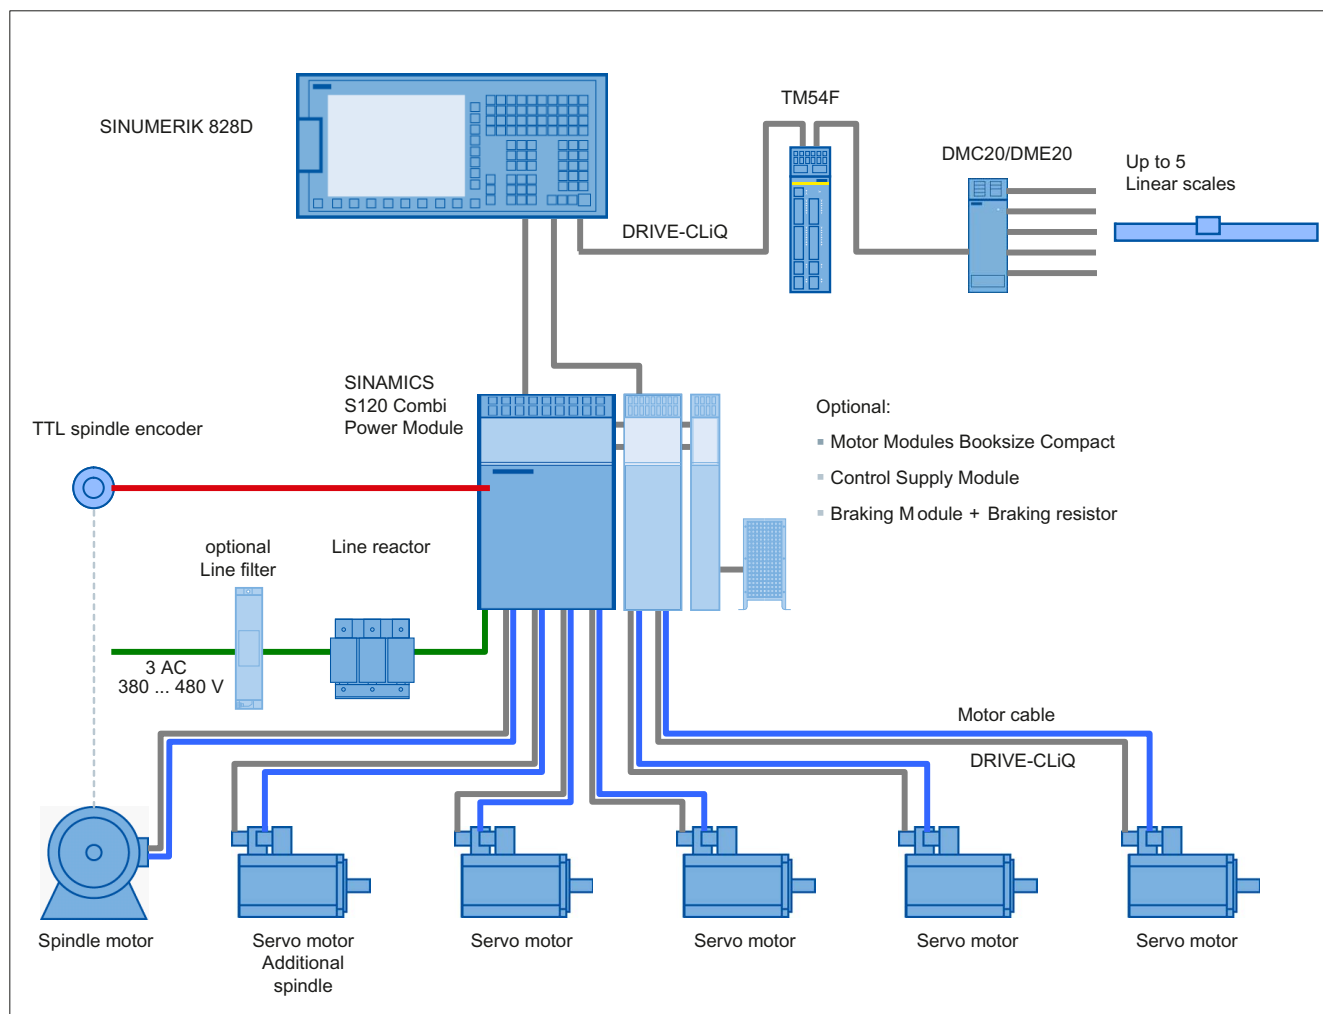 SINUMERIK 828D
TM54F
DMC20/DME20
Up to 5
Linear scales
DRIVE-CLiQ
SINAMICS
S120 Combi
Power Module
TTL spindle encoder
Optional:
▪ Motor Modules Booksize Compact
▪ Control Supply Module
▪ Braking Module + Braking resistor
optional
Line filter
Line reactor
3 AC
380 ... 480 V
Motor cable
DRIVE-CLiQ
Spindle motor
Servo motor
Additional
spindle
Servo motor
Servo motor
Servo motor
Servo motor